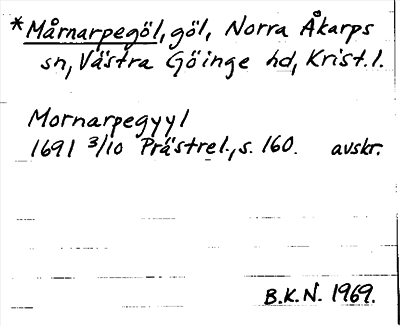 *Mårnarpegöl, göl, Norra Åkarps
sn, Västra Göinge hd, Krist. l.
Mornarpegyyl
1691 3/10 Prästrel., s. 160. avskr.
B.K.N. 1969.